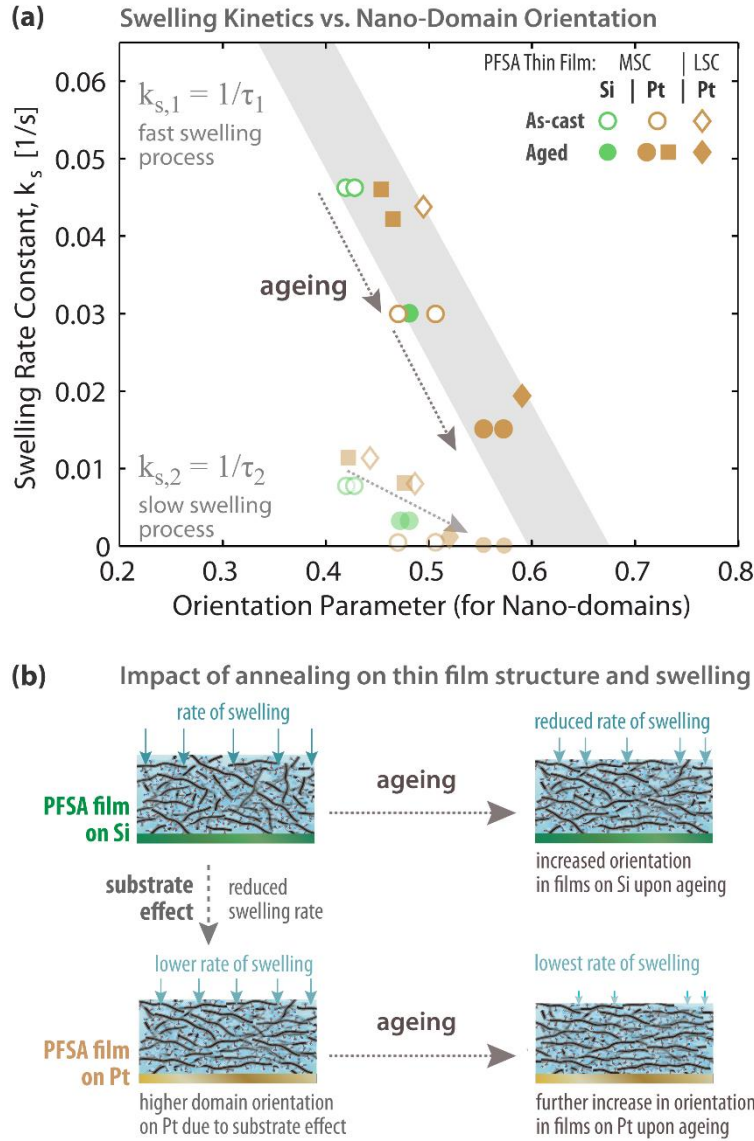 (a) Swelling Kinetics vs. Nano-Domain Orientation
PFSA Thin Film: MSC | LSC
Si | Pt | Pt
As-cast
Aged
k_s,1 = 1/τ_1
fast swelling
process
ageing
k_s,2 = 1/τ_2
slow swelling
process
Swelling Rate Constant, k_s [1/s]
0.06
0.05
0.04
0.03
0.02
0.01
0
0.2 0.3 0.4 0.5 0.6 0.7 0.8
Orientation Parameter (for Nano-domains)
(b) Impact of annealing on thin film structure and swelling
rate of swelling
reduced rate of swelling
PFSA film
on Si
ageing
increased orientation
in films on Si upon ageing
substrate
effect
reduced
swelling rate
lower rate of swelling
lowest rate of swelling
PFSA film
on Pt
ageing
higher domain orientation
on Pt due to substrate effect
further increase in orientation
in films on Pt upon ageing